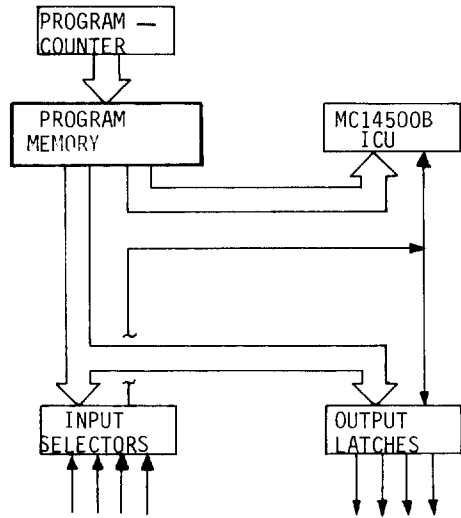 PROGRAM —
COUNTER
PROGRAM
MEMORY
MC14500B
ICU
INPUT
SELECTORS
OUTPUT
LATCHES